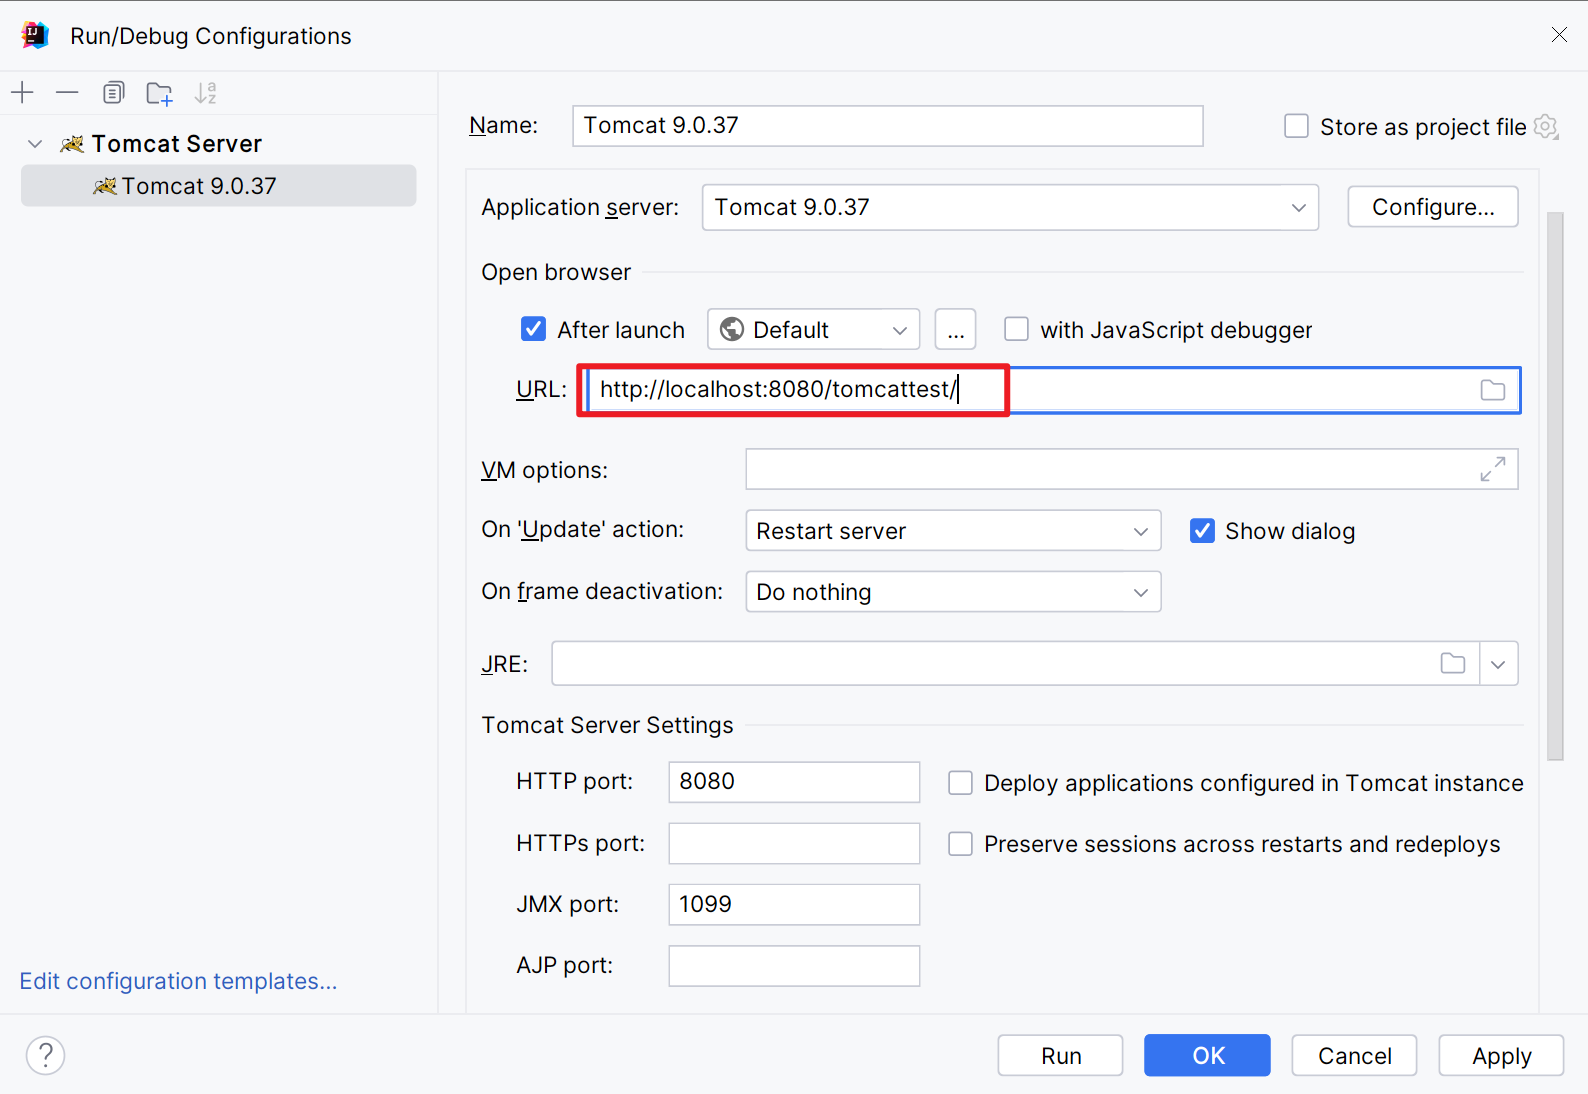 Run/Debug Configurations
Tomcat Server
Tomcat 9.0.37
Edit configuration templates...
Name: Tomcat 9.0.37 Store as project file
Application server: Tomcat 9.0.37 Configure...
Open browser
After launch Default ... with JavaScript debugger
URL: http://localhost:8080/tomcattest/
VM options:
On 'Update' action: Restart server Show dialog
On frame deactivation: Do nothing
JRE:
Tomcat Server Settings
HTTP port: 8080 Deploy applications configured in Tomcat instance
HTTPs port: Preserve sessions across restarts and redeploys
JMX port: 1099
AJP port:
? Run OK Cancel Apply